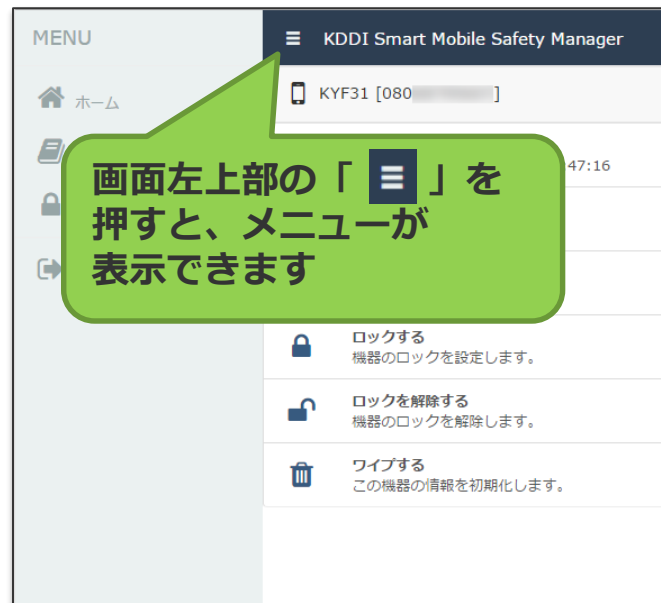 MENU
≡ KDDI Smart Mobile Safety Manager
ホーム
KYF31 [080 ]
47:16
画面左上部の「 ≡ 」を
押すと、メニューが
表示できます
ロックする
機器のロックを設定します。
ロックを解除する
機器のロックを解除します。
ワイプする
この機器の情報を初期化します。